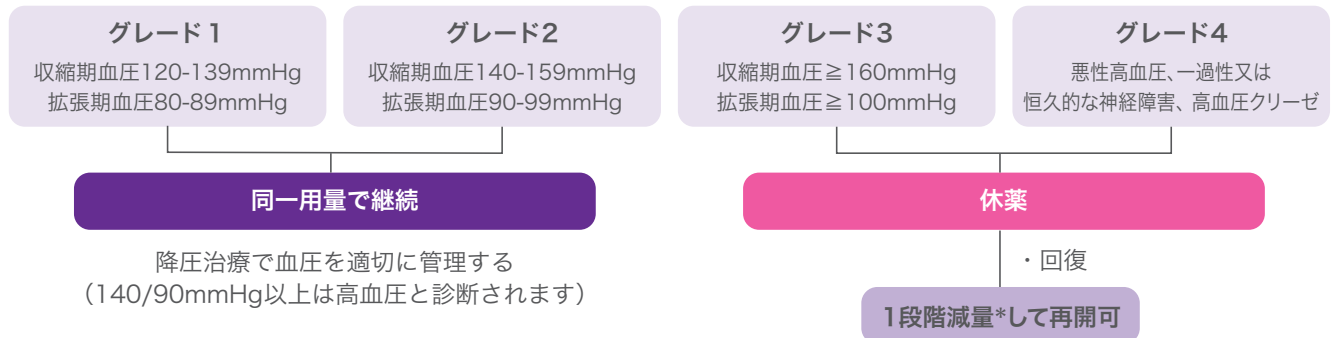 グレード1
収縮期血圧120-139mmHg
拡張期血圧80-89mmHg
グレード2
収縮期血圧140-159mmHg
拡張期血圧90-99mmHg
グレード3
収縮期血圧≧160mmHg
拡張期血圧≧100mmHg
グレード4
悪性高血圧、一過性又は
恒久的な神経障害、高血圧クリーゼ
同一用量で継続
降圧治療で血圧を適切に管理する
（140/90mmHg以上は高血圧と診断されます）
休薬
・回復
1段階減量*して再開可